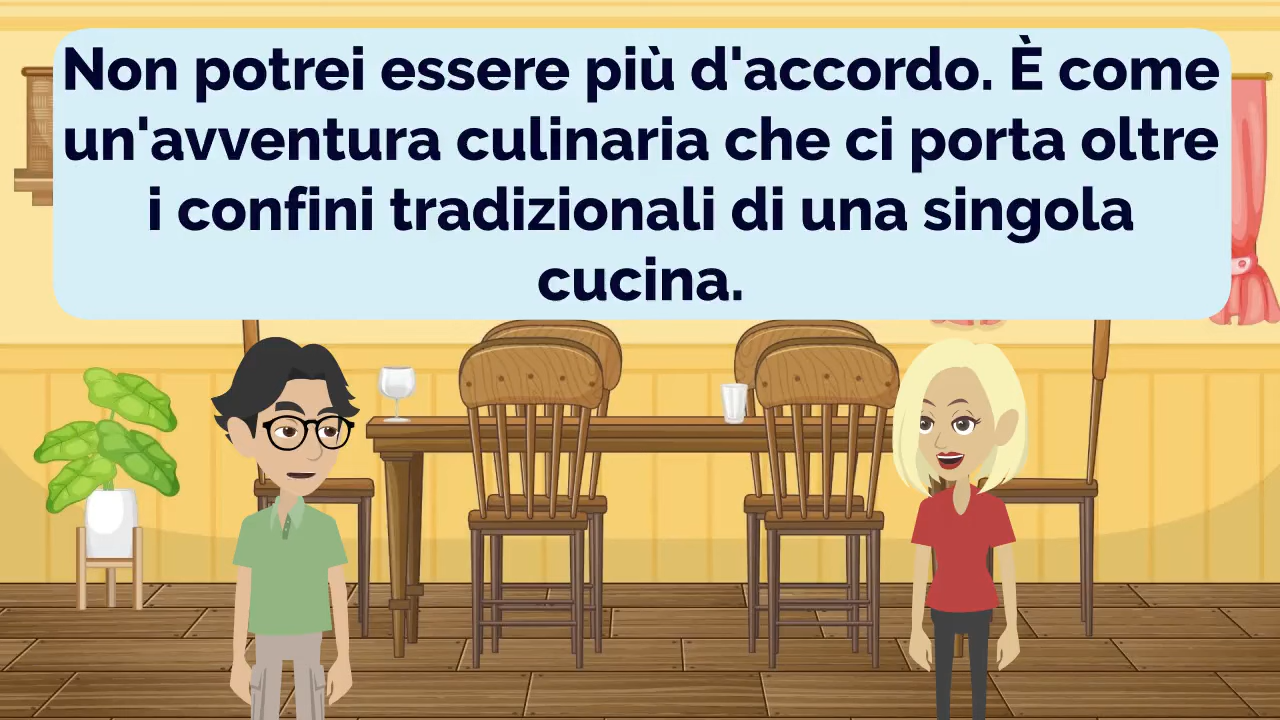 Non potrei essere più d'accordo. È come
un'avventura culinaria che ci porta oltre
i confini tradizionali di una singola
cucina.